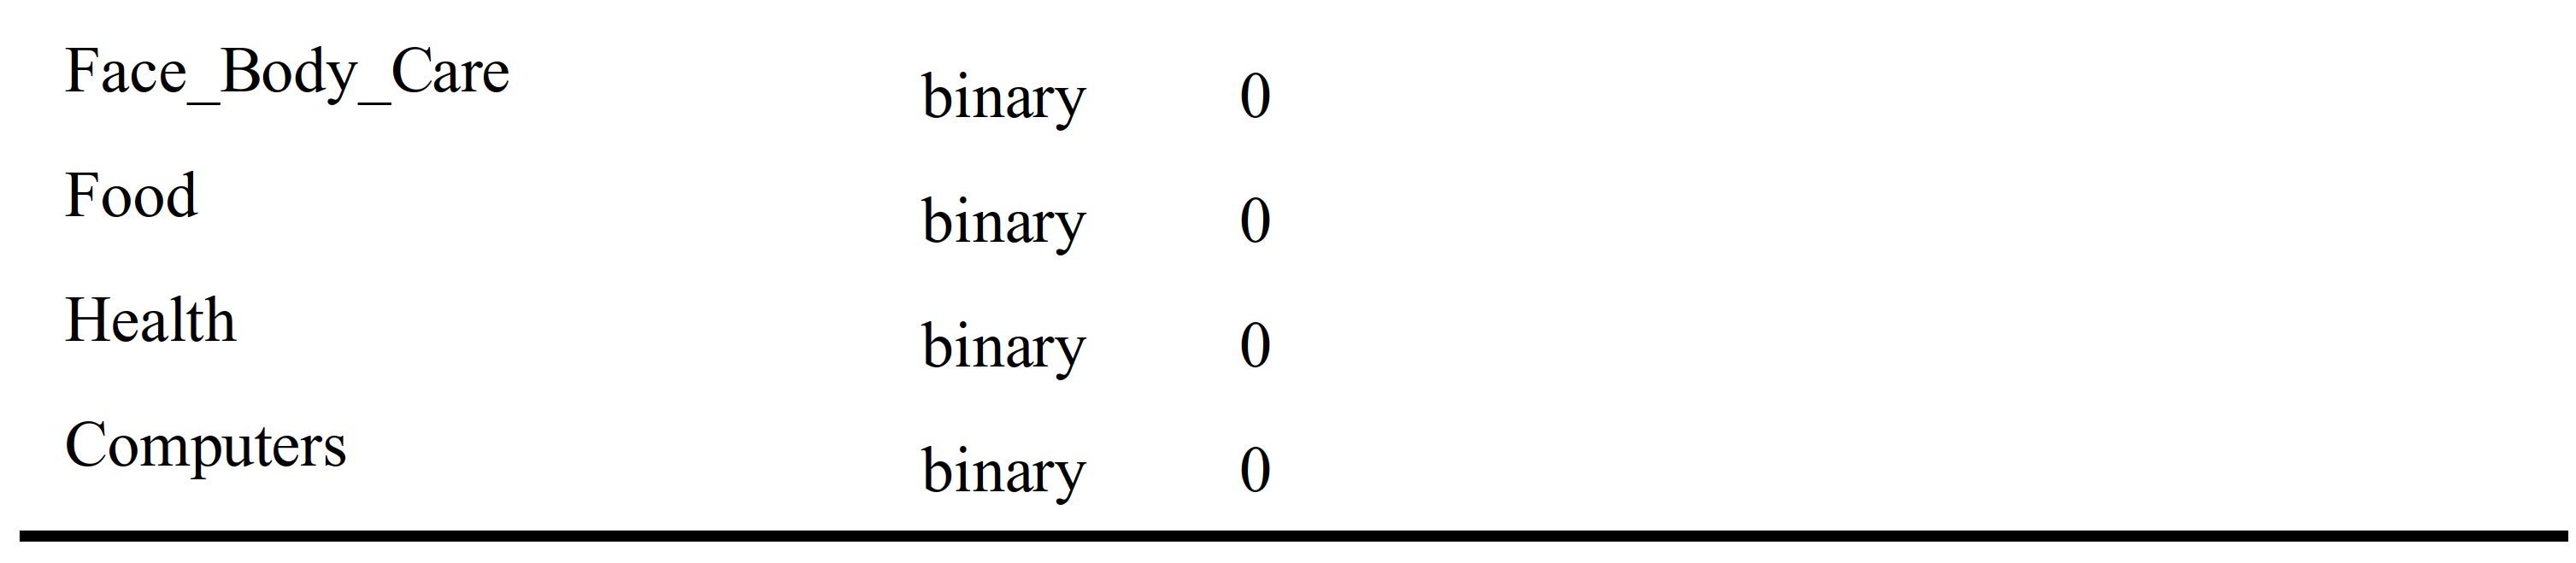 Face_Body_Care binary 0
Food binary 0
Health binary 0
Computers binary 0